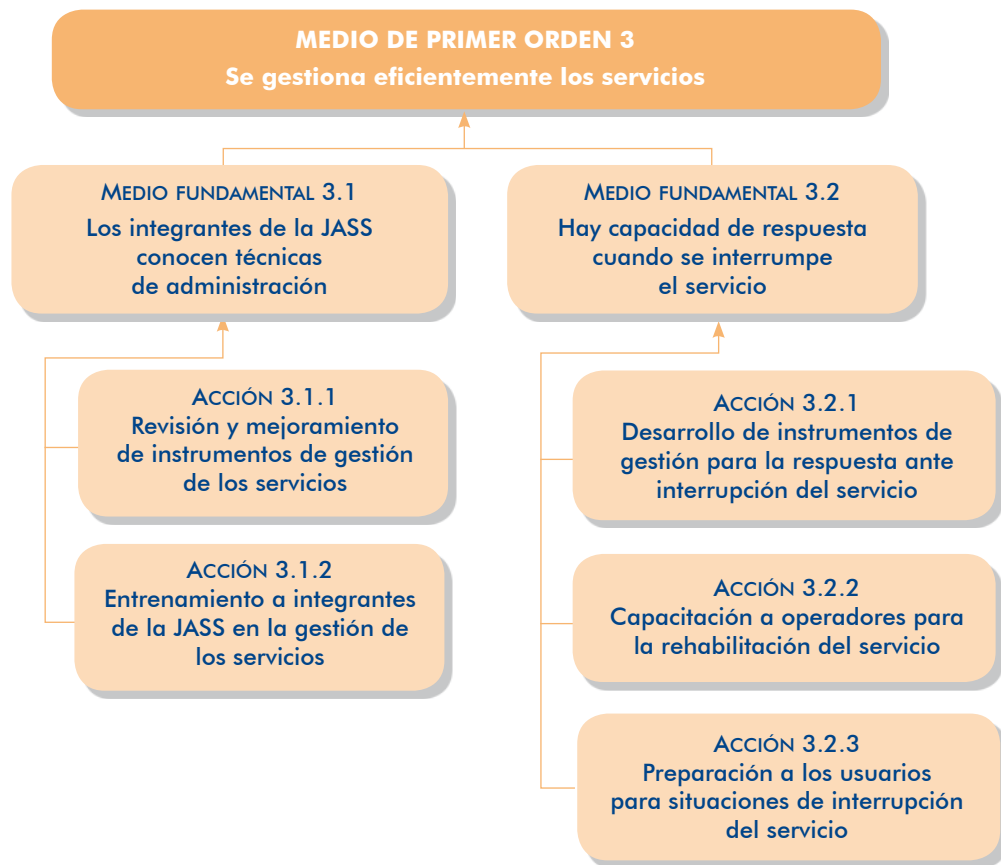 MEDIO DE PRIMER ORDEN 3
Se gestiona eficientemente los servicios
MEDIO FUNDAMENTAL 3.1
Los integrantes de la JASS
conocen técnicas
de administración
ACCIÓN 3.1.1
Revisión y mejoramiento
de instrumentos de gestión
de los servicios
ACCIÓN 3.1.2
Entrenamiento a integrantes
de la JASS en la gestión de
los servicios
MEDIO FUNDAMENTAL 3.2
Hay capacidad de respuesta
cuando se interrumpe
el servicio
ACCIÓN 3.2.1
Desarrollo de instrumentos de
gestión para la respuesta ante
interrupción del servicio
ACCIÓN 3.2.2
Capacitación a operadores para
la rehabilitación del servicio
ACCIÓN 3.2.3
Preparación a los usuarios
para situaciones de interrupción
del servicio